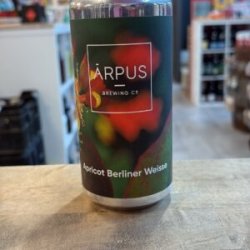 ĀRPUS
BREWING CO
Apricot Berliner Weisse